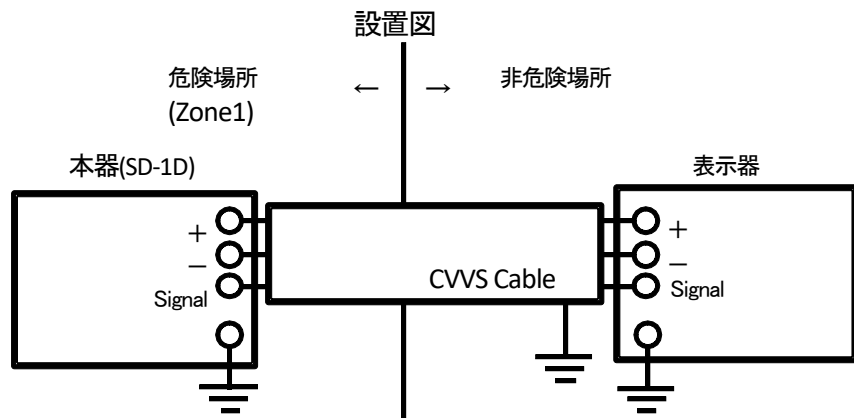 設置図
危険場所
(Zone1)
← →
非危険場所
本器(SD-1D)
表示器
+
−
Signal
CVVS Cable
+
−
Signal